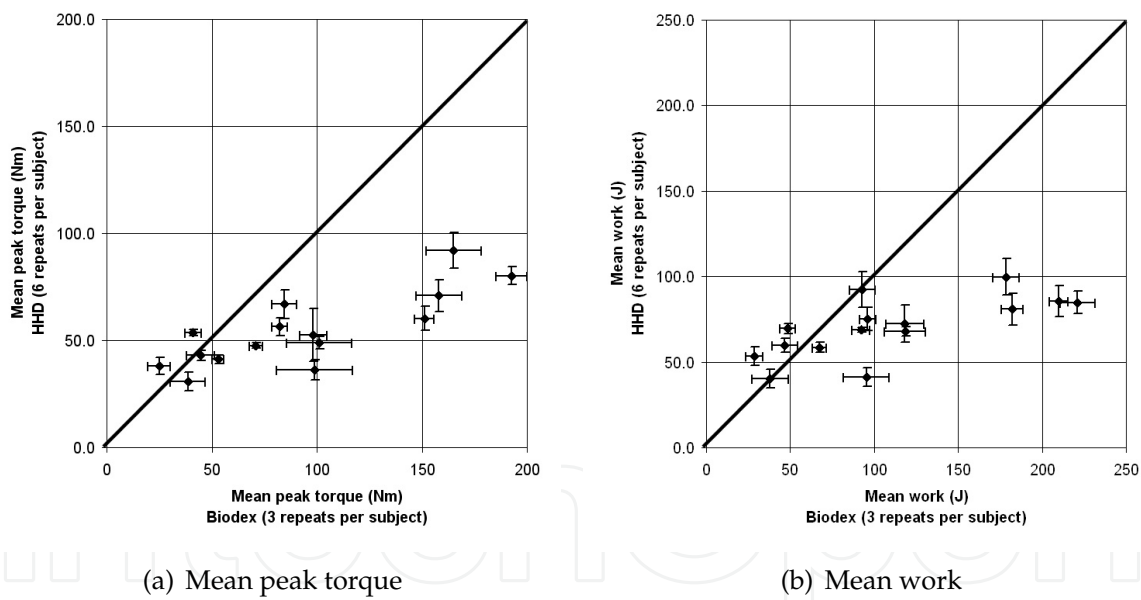 200.0
150.0
100.0
50.0
0.0
0 50 100 150 200
Mean peak torque (Nm)
HHD (6 repeats per subject)
Mean peak torque (Nm)
Biodex (3 repeats per subject)
(a) Mean peak torque
250.0
200.0
150.0
100.0
50.0
0.0
0 50 100 150 200 250
Mean work (J)
HHD (6 repeats per subject)
Mean work (J)
Biodex (3 repeats per subject)
(b) Mean work